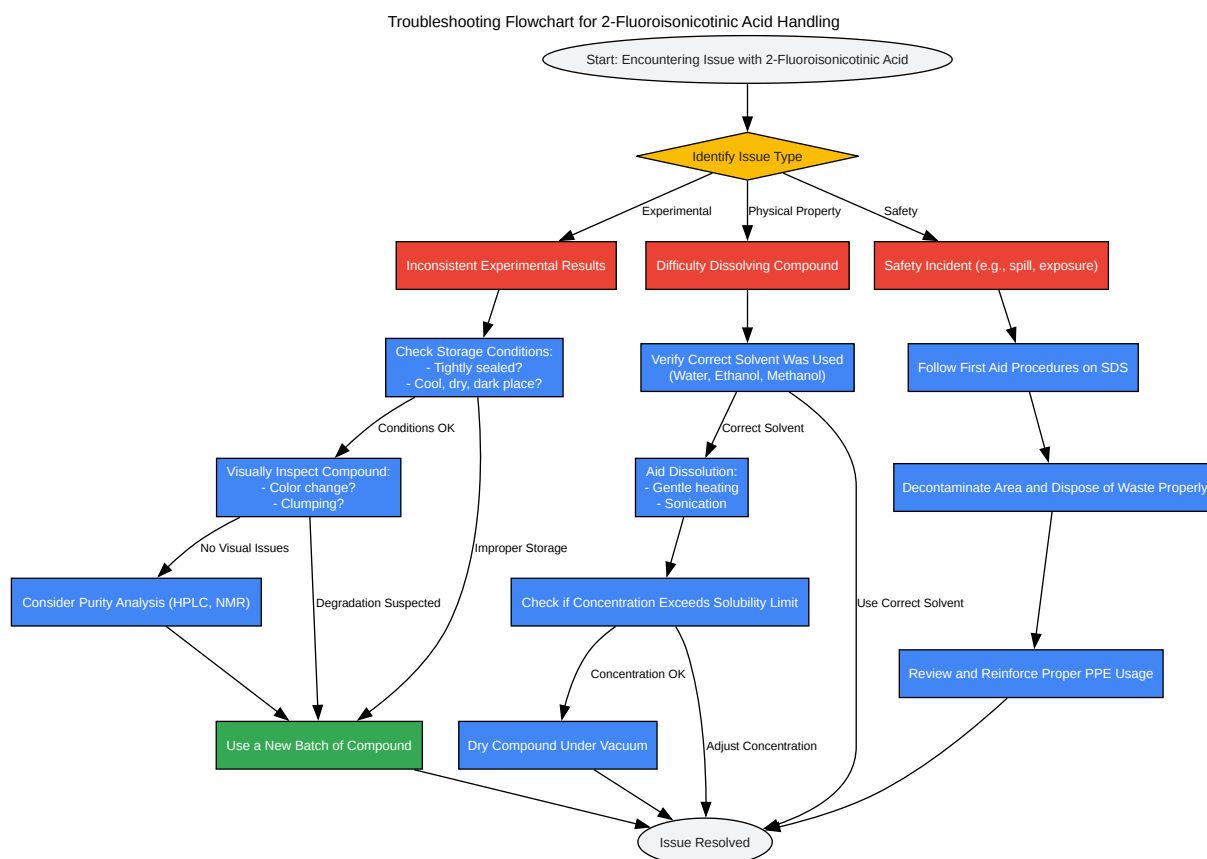 Troubleshooting Flowchart for 2-Fluoroisonicotinic Acid Handling
Start: Encountering Issue with 2-Fluoroisonicotinic Acid
Identify Issue Type
Experimental
Physical Property
Safety
Inconsistent Experimental Results
Difficulty Dissolving Compound
Safety Incident (e.g., spill, exposure)
Check Storage Conditions:
- Tightly sealed?
- Cool, dry, dark place?
Verify Correct Solvent Was Used
(Water, Ethanol, Methanol)
Follow First Aid Procedures on SDS
Conditions OK
Correct Solvent
Visually Inspect Compound:
- Color change?
- Clumping?
Aid Dissolution:
- Gentle heating
- Sonication
Decontaminate Area and Dispose of Waste Properly
No Visual Issues
Improper Storage
Consider Purity Analysis (HPLC, NMR)
Degradation Suspected
Check if Concentration Exceeds Solubility Limit
Use Correct Solvent
Concentration OK
Review and Reinforce Proper PPE Usage
Use a New Batch of Compound
Dry Compound Under Vacuum
Adjust Concentration
Issue Resolved